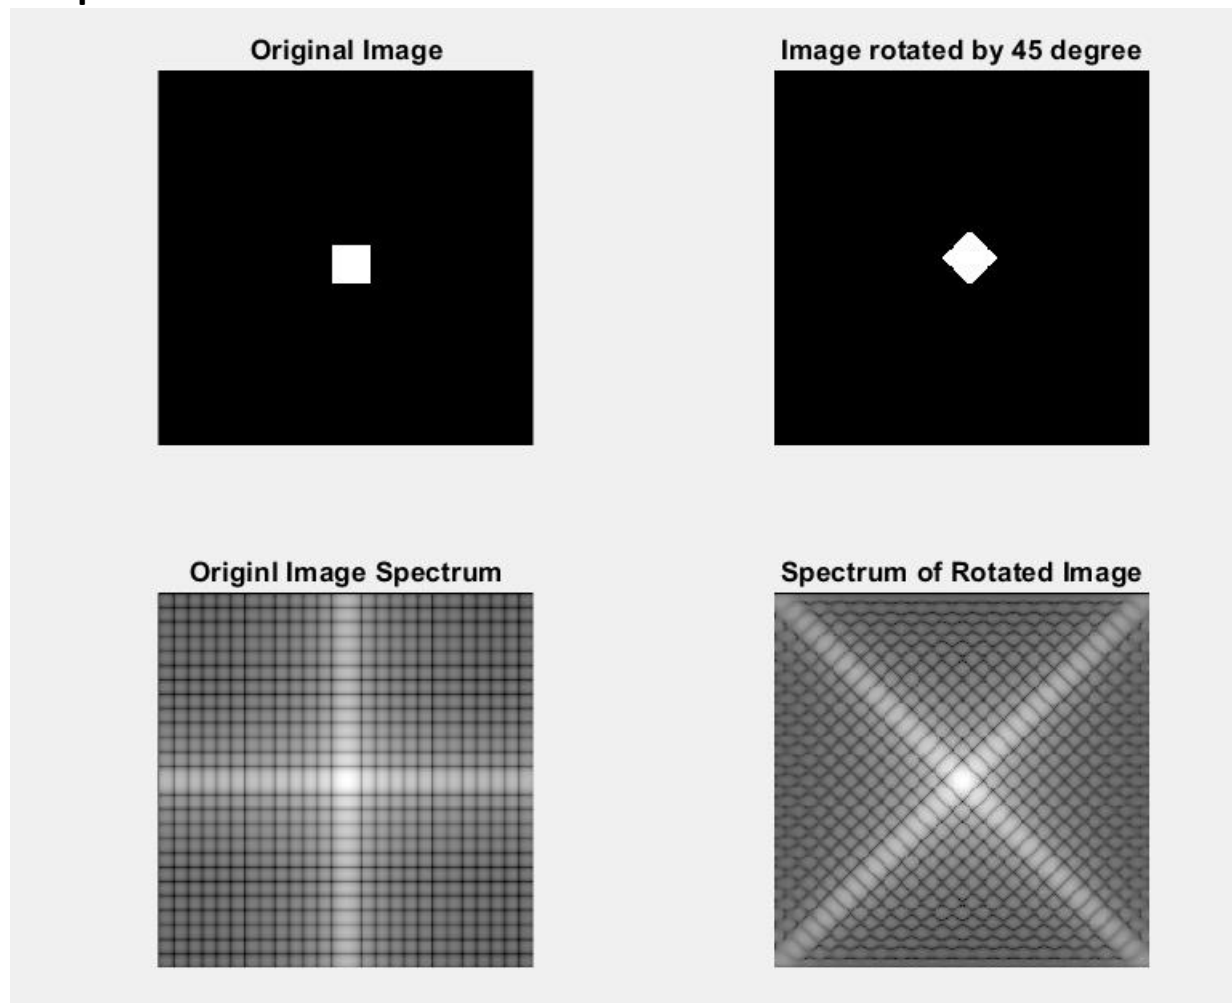 Original Image
Image rotated by 45 degree
Originl Image Spectrum
Spectrum of Rotated Image